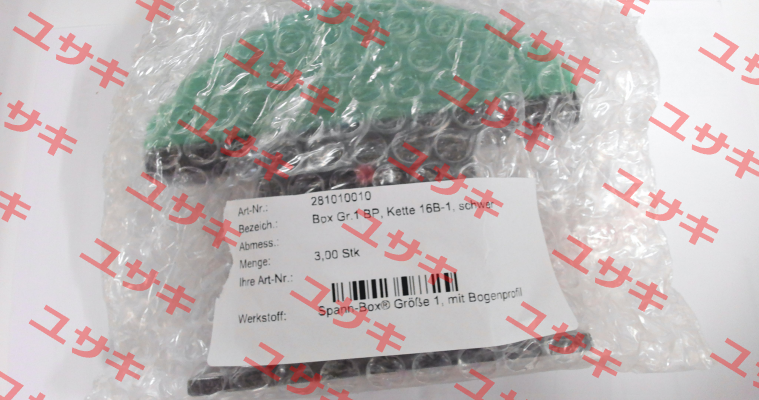 Art-Nr.: 281010010
Bezeich.: Box Gr.1 BP, Kette 16B-1, schwer
Abmess.:
Menge: 3,00 Stk
Ihre Art-Nr.:
Werkstoff: Spann-Box® Größe 1, mit Bogenprofil
ユサキ